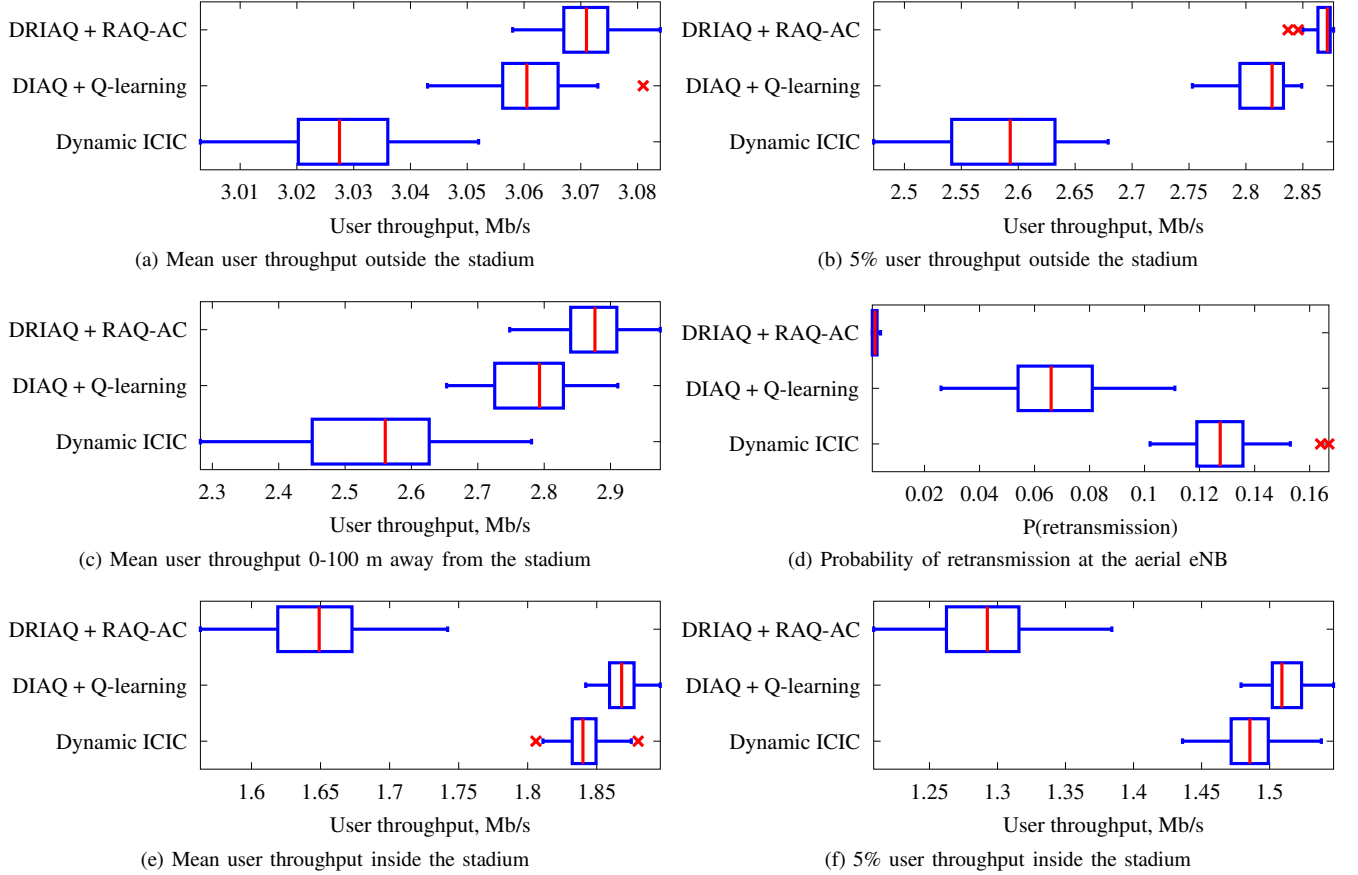 DRIAQ + RAQ-AC
DIAQ + Q-learning
Dynamic ICIC
3.01 3.02 3.03 3.04 3.05 3.06 3.07 3.08
User throughput, Mb/s
(a) Mean user throughput outside the stadium
DRIAQ + RAQ-AC
DIAQ + Q-learning
Dynamic ICIC
2.5 2.55 2.6 2.65 2.7 2.75 2.8 2.85
User throughput, Mb/s
(b) 5% user throughput outside the stadium
DRIAQ + RAQ-AC
DIAQ + Q-learning
Dynamic ICIC
2.3 2.4 2.5 2.6 2.7 2.8 2.9
User throughput, Mb/s
(c) Mean user throughput 0-100 m away from the stadium
DRIAQ + RAQ-AC
DIAQ + Q-learning
Dynamic ICIC
0.02 0.04 0.06 0.08 0.1 0.12 0.14 0.16
P(retransmission)
(d) Probability of retransmission at the aerial eNB
DRIAQ + RAQ-AC
DIAQ + Q-learning
Dynamic ICIC
1.6 1.65 1.7 1.75 1.8 1.85
User throughput, Mb/s
(e) Mean user throughput inside the stadium
DRIAQ + RAQ-AC
DIAQ + Q-learning
Dynamic ICIC
1.25 1.3 1.35 1.4 1.45 1.5
User throughput, Mb/s
(f) 5% user throughput inside the stadium